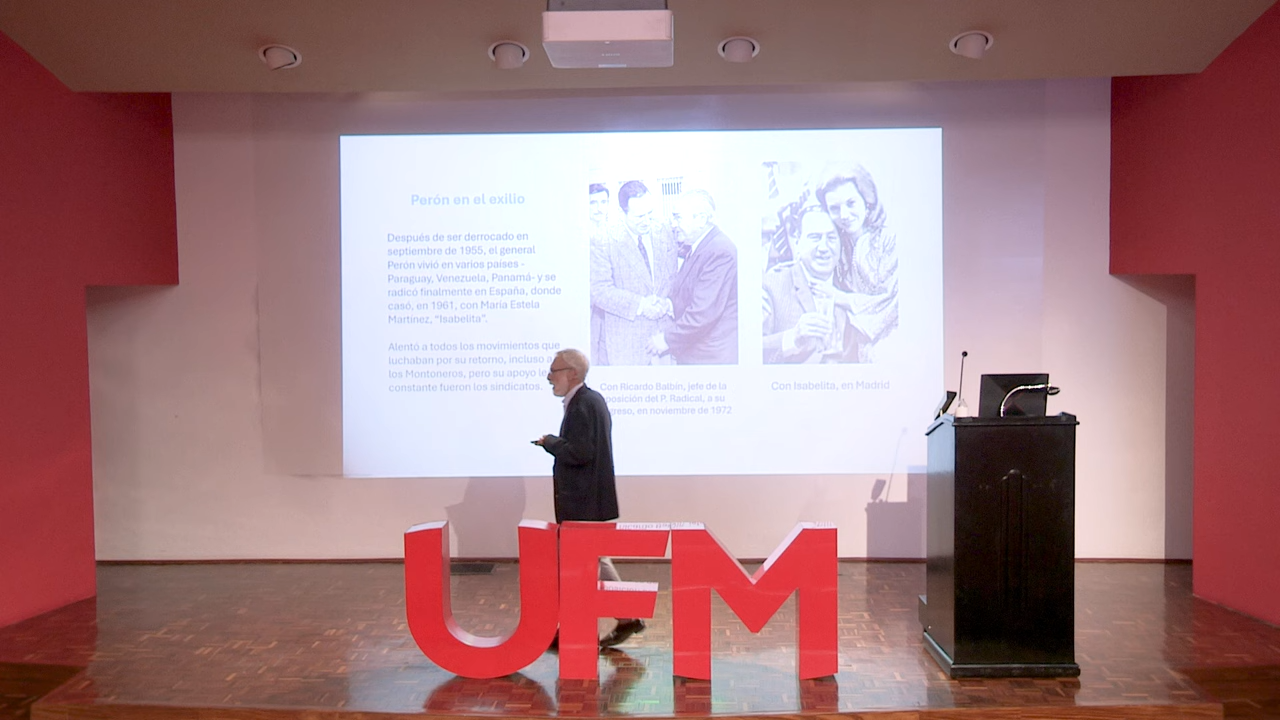 Perón en el exilio
Después de ser derrocado en
septiembre de 1955, el general
Perón vivió en varios países -
Paraguay, Venezuela, Panamá- y se
radicó finalmente en España, donde
casó, en 1961, con María Estela
Martínez, "Isabelita".
Alentó a todos los movimientos que
luchaban por su retorno, incluso a
los Montoneros, pero su apoyo
constante fueron los sindicatos.
Con Ricardo Balbín, jefe de la
posición del P. Radical, a su
greso, en noviembre de 1972
Con Isabelita, en Madrid
UFM